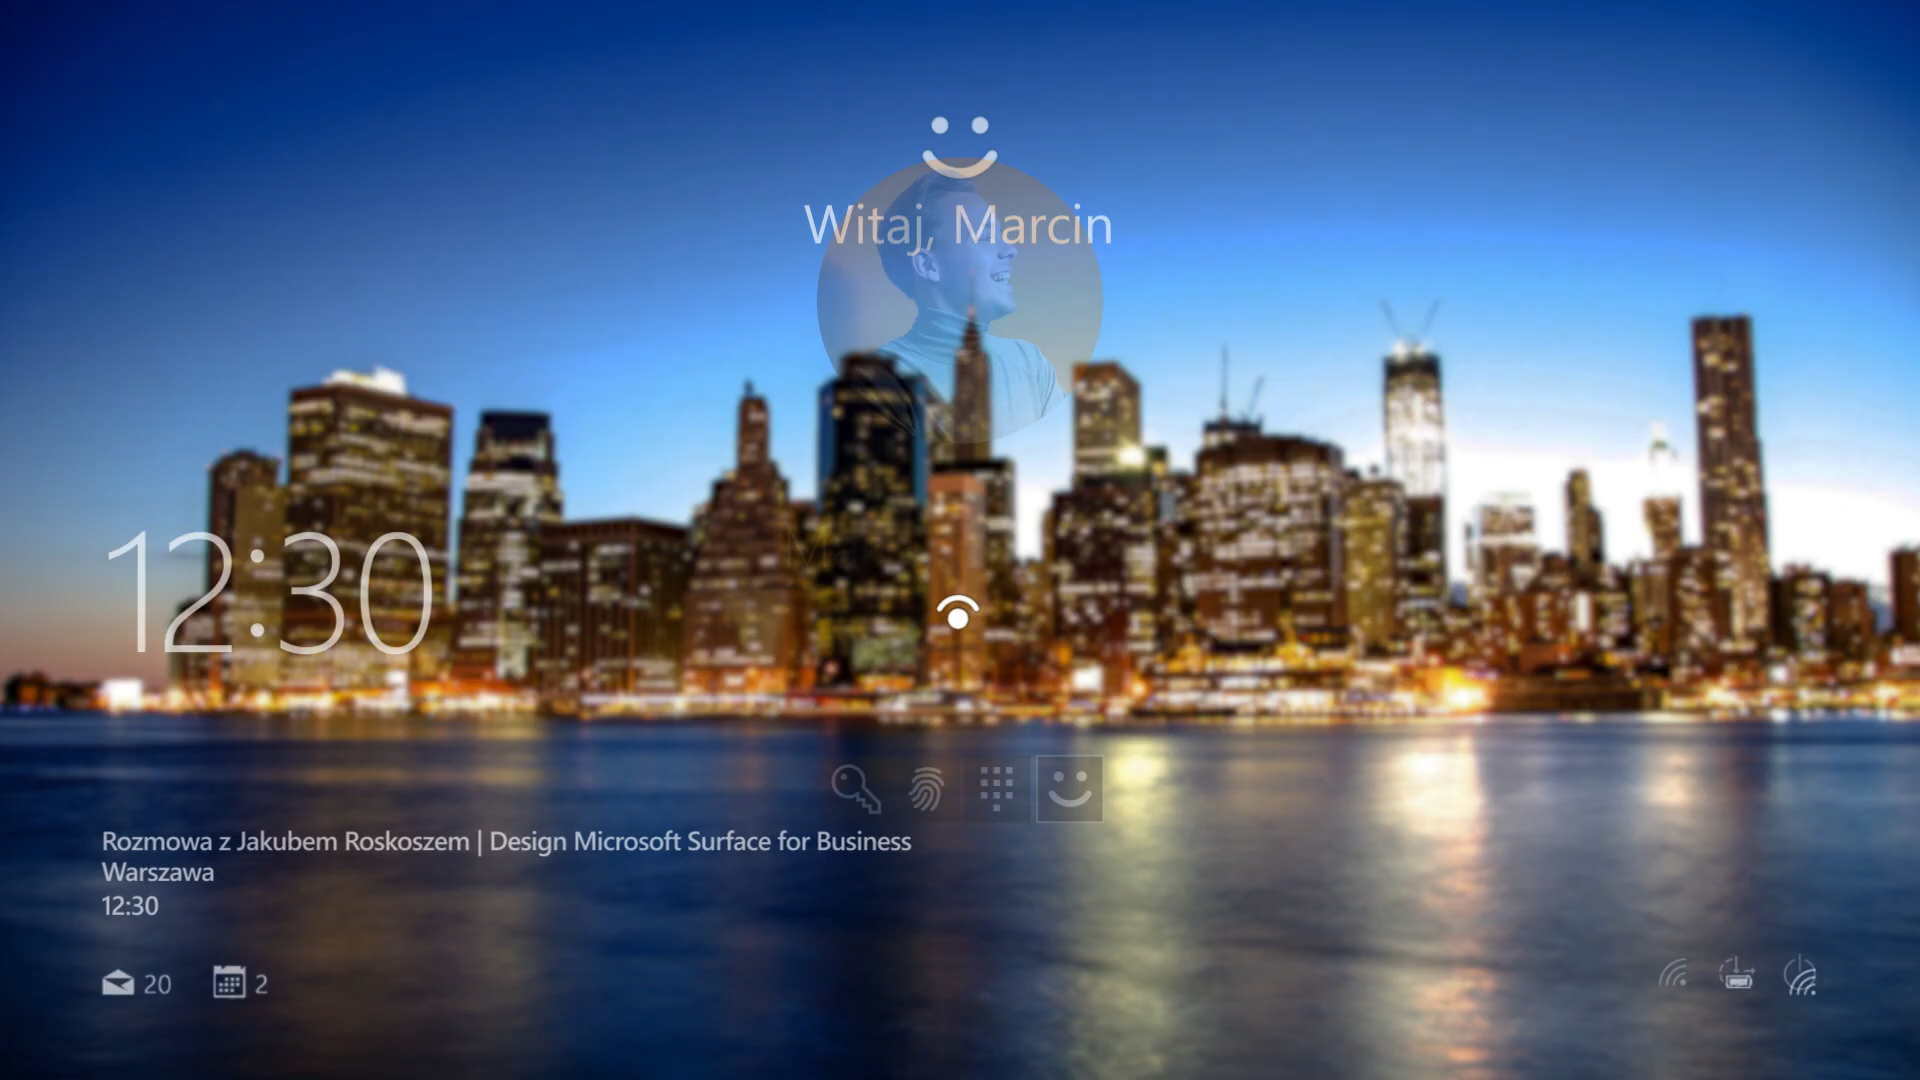 Witaj, Marcin
12:30
Rozmowa z Jakubem Roskoszem | Design Microsoft Surface for Business
Warszawa
12:30
20
2